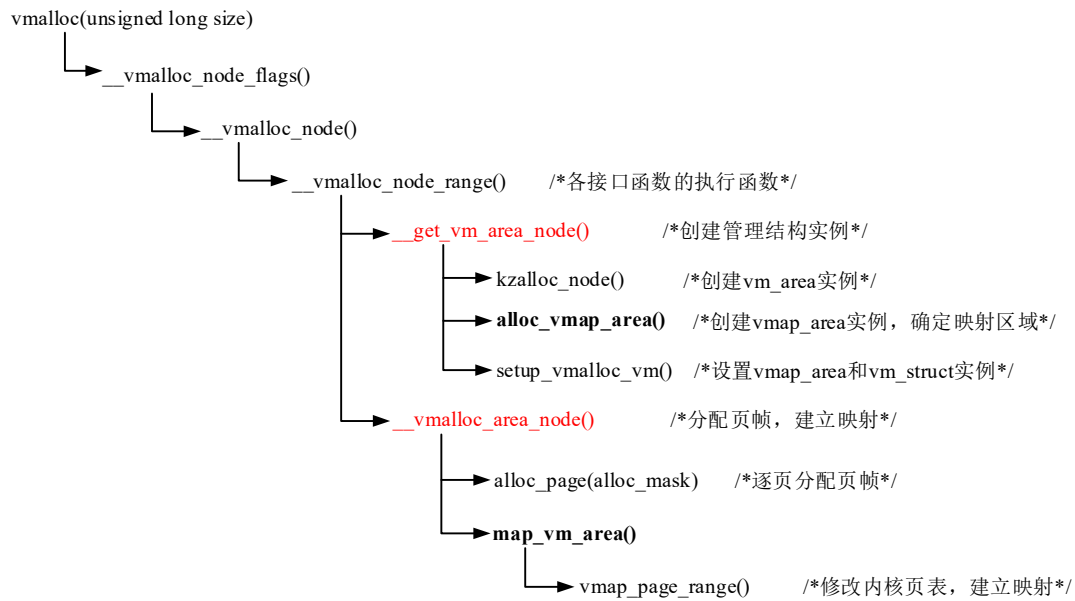 vmalloc(unsigned long size)
__vmalloc_node_flags()
__vmalloc_node()
__vmalloc_node_range() /*各接口函数的执行函数*/
__get_vm_area_node() /*创建管理结构实例*/
kzalloc_node() /*创建vm_area实例*/
alloc_vmap_area() /*创建vmap_area实例，确定映射区域*/
setup_vmalloc_vm() /*设置vmap_area和vm_struct实例*/
__vmalloc_area_node() /*分配页帧，建立映射*/
alloc_page(alloc_mask) /*逐页分配页帧*/
map_vm_area()
vmap_page_range() /*修改内核页表，建立映射*/